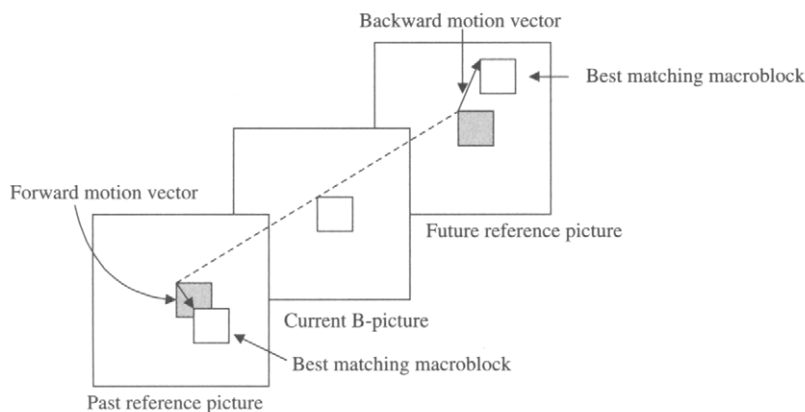 Backward motion vector
Best matching macroblock
Forward motion vector
Future reference picture
Current B-picture
Best matching macroblock
Past reference picture